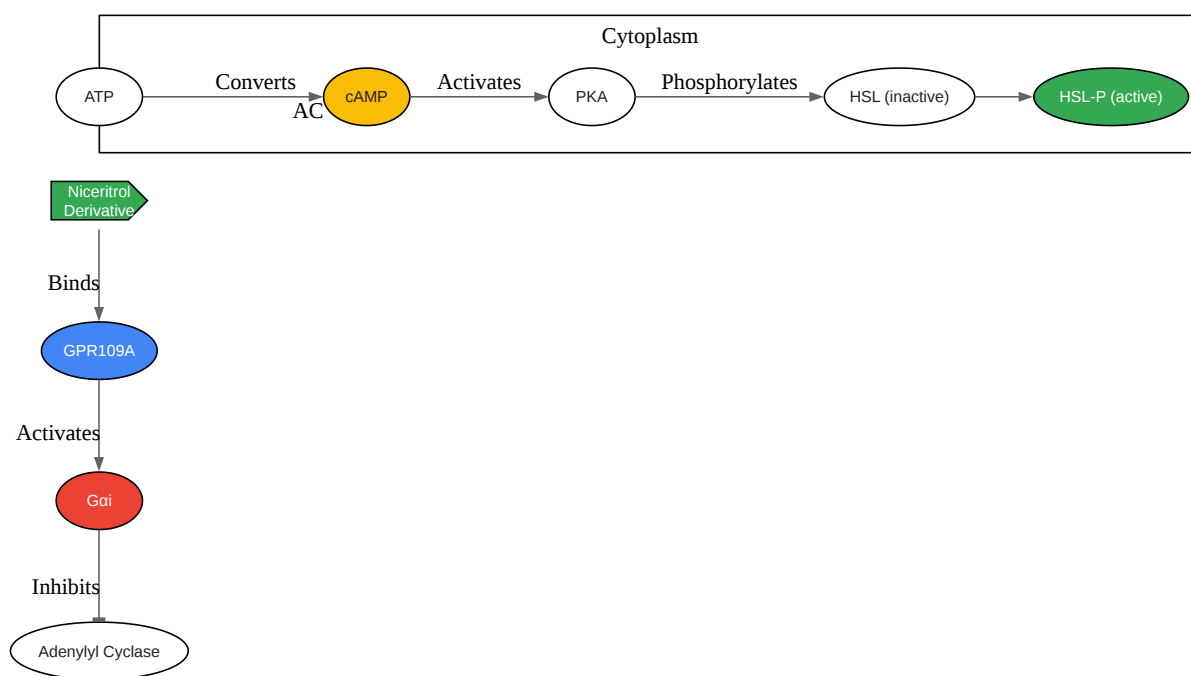 Cytoplasm
ATP
Converts
AC
cAMP
Activates
PKA
Phosphorylates
HSL (inactive)
HSL-P (active)
Niceritrol
Derivative
Binds
GPR109A
Activates
Gαi
Inhibits
Adenylyl Cyclase